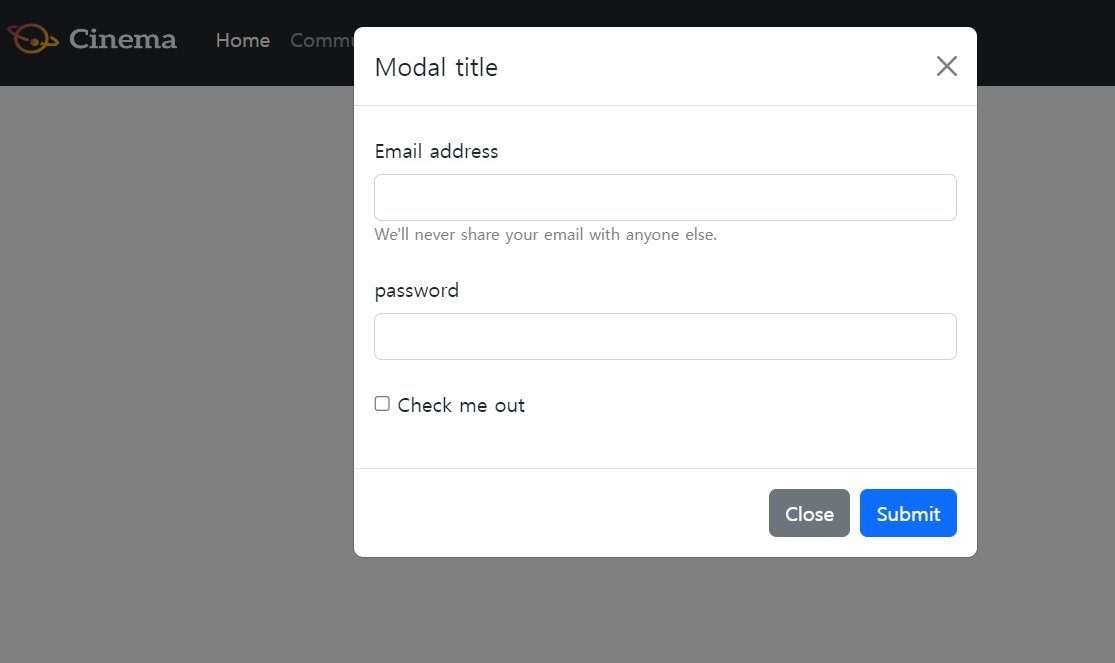 Cinema Home Commu
Modal title
Email address
We'll never share your email with anyone else.
password
Check me out
Close Submit